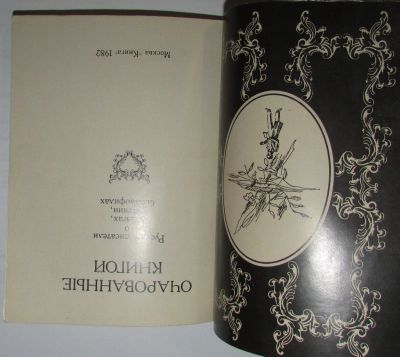 ОЧАРОВАННЫЕ
КНИГОЙ
Русские писатели
о книгах,
чтении,
библиофилах
Москва "Книга" 1982